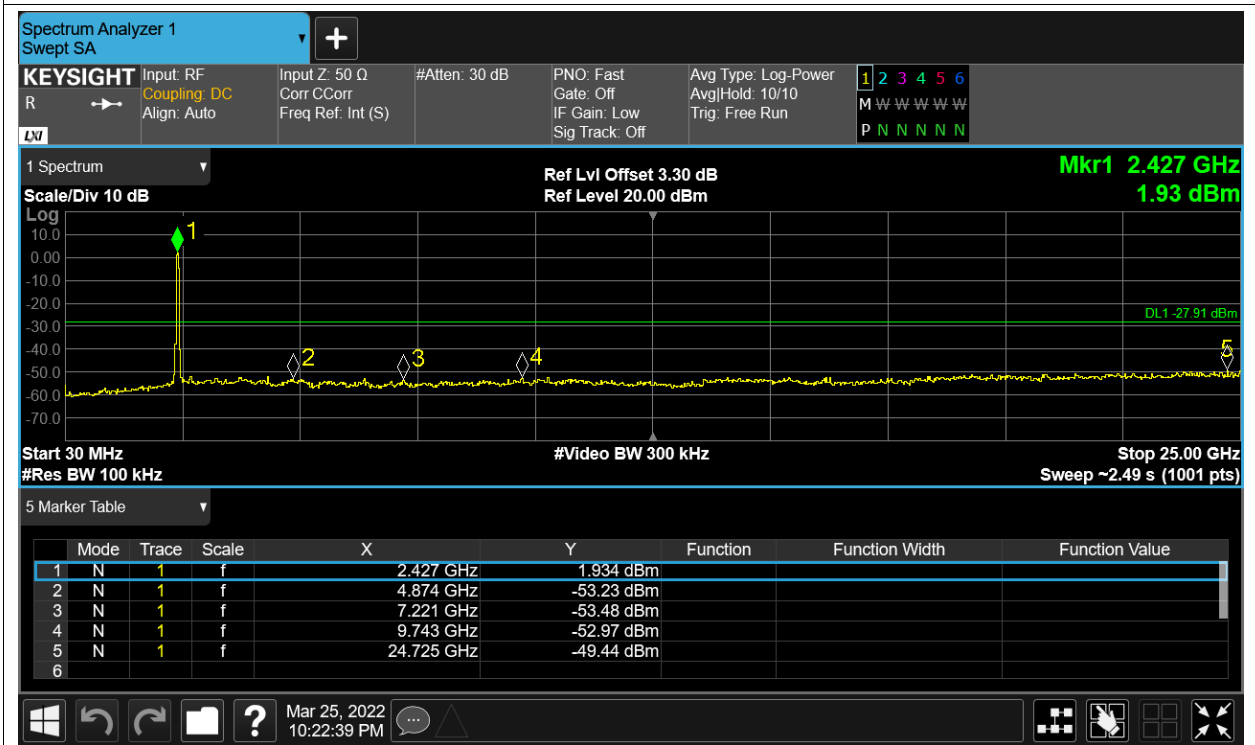 Spectrum Analyzer 1
Swept SA
+
KEYSIGHT Input: RF Input Z: 50 Ω #Atten: 30 dB PNO: Fast Avg Type: Log-Power 1 2 3 4 5 6
R Coupling: DC Corr CCorr Gate: Off Avg|Hold: 10/10 M W W W W W W
Align: Auto Freq Ref: Int (S) IF Gain: Low Trig: Free Run
LXI Sig Track: Off P N N N N N N
1 Spectrum Ref Lvl Offset 3.30 dB Mkr1 2.427 GHz
Scale/Div 10 dB Ref Level 20.00 dBm 1.93 dBm
Log
10.0 1
0.00
-10.0
-20.0
DL1 -27.91 dBm
-30.0
-40.0 2 3 4 5
-50.0
-60.0
-70.0
Start 30 MHz #Video BW 300 kHz Stop 25.00 GHz
#Res BW 100 kHz Sweep ~2.49 s (1001 pts)
5 Marker Table
Mode Trace Scale X Y Function Function Width Function Value
1 N 1 f 2.427 GHz 1.934 dBm
2 N 1 f 4.874 GHz -53.23 dBm
3 N 1 f 7.221 GHz -53.48 dBm
4 N 1 f 9.743 GHz -52.97 dBm
5 N 1 f 24.725 GHz -49.44 dBm
6
? Mar 25, 2022
10:22:39 PM